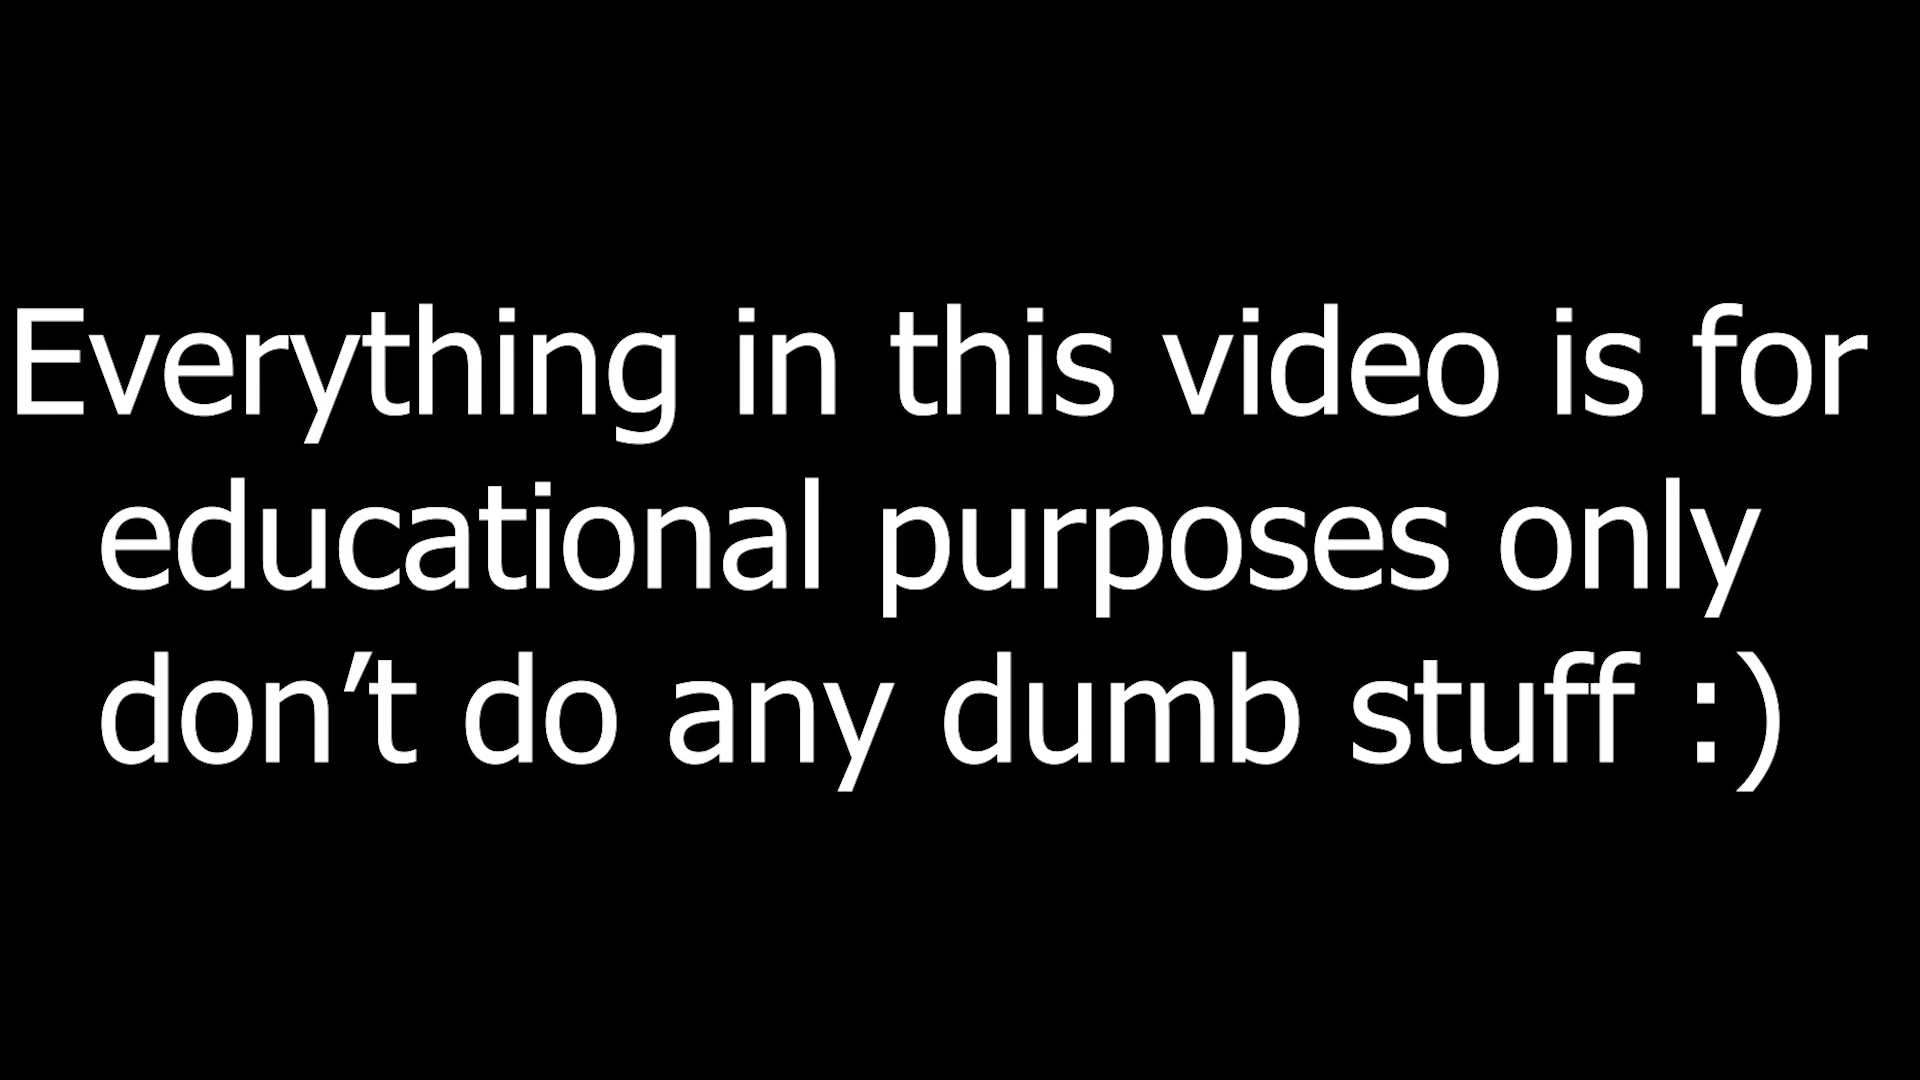 Everything in this video is for
educational purposes only
don’t do any dumb stuff :)